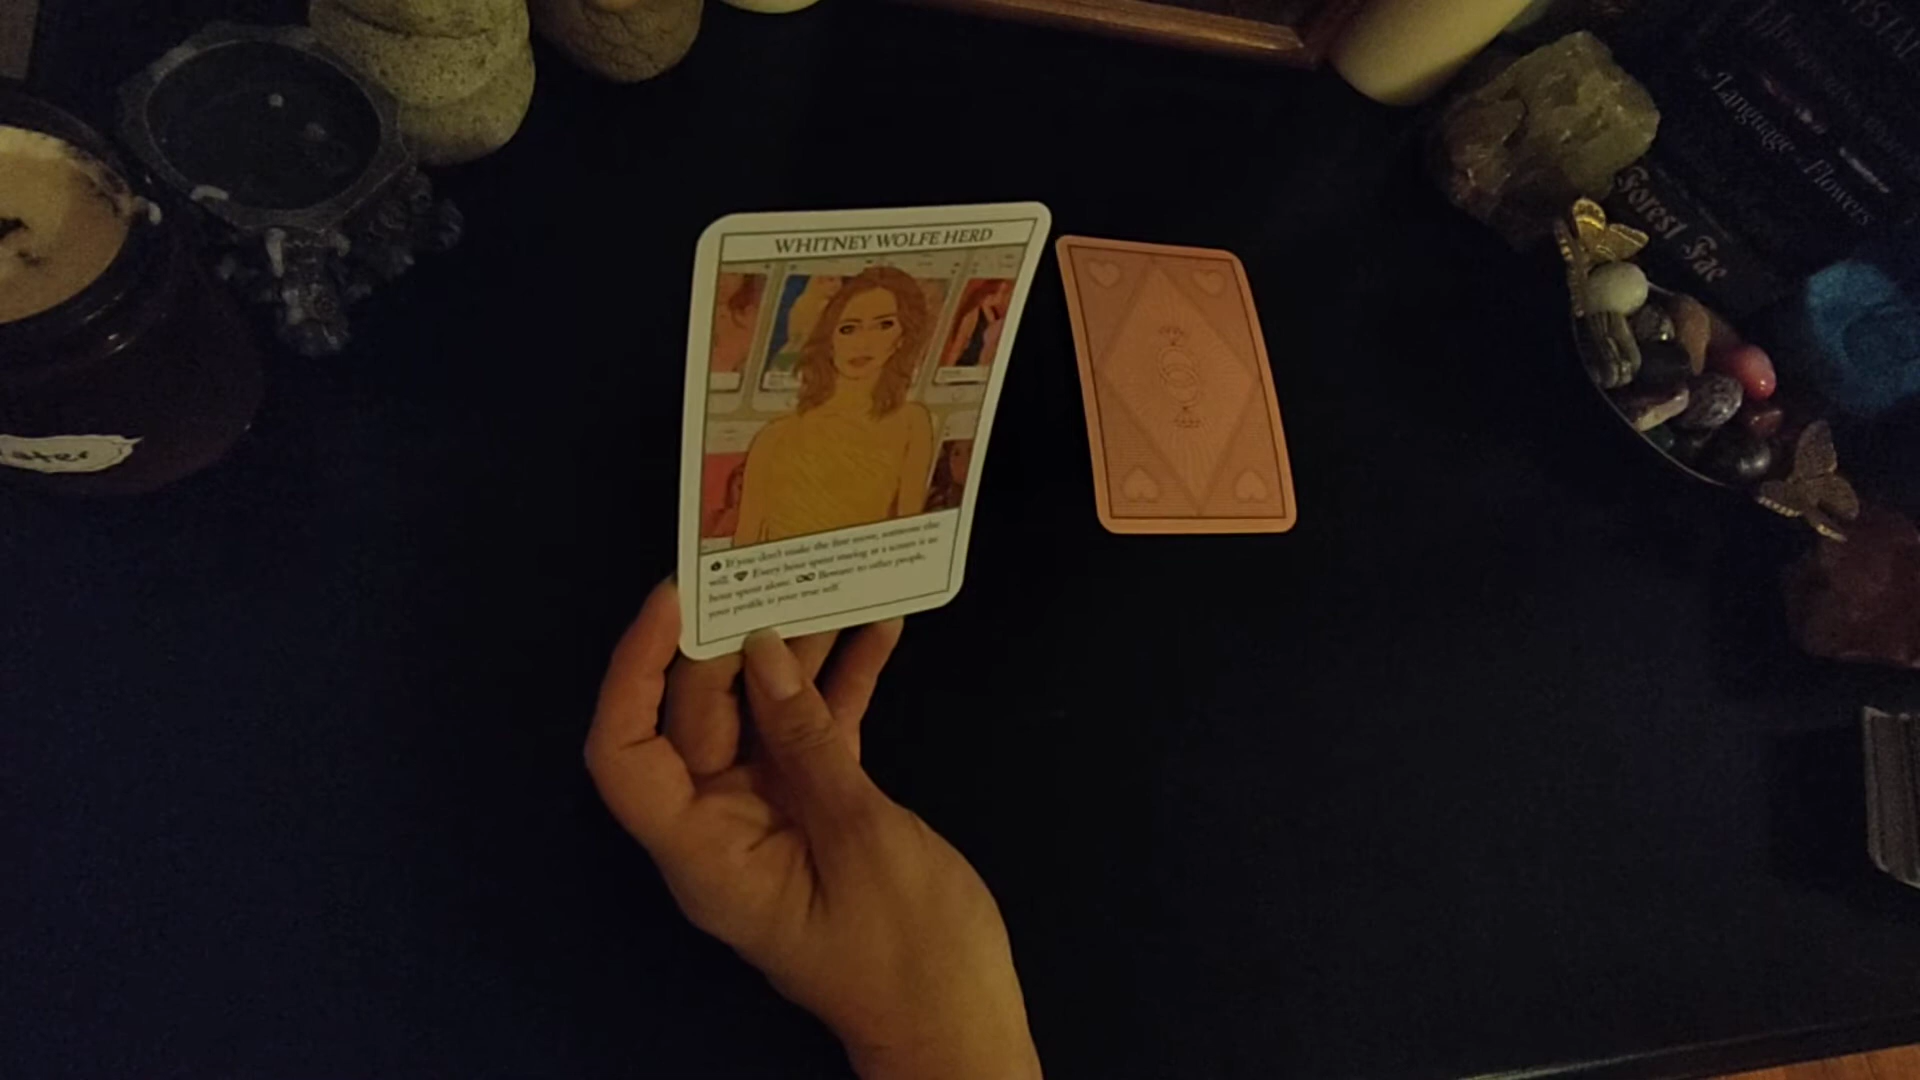 WHITNEY WOLFE HERD
If you don't make the first move, someone else
will. Every hour spent staring at a screen is an
hour spent alone. Beware: to other people,
your profile is your true self.
Language of Flowers
Forest Fae